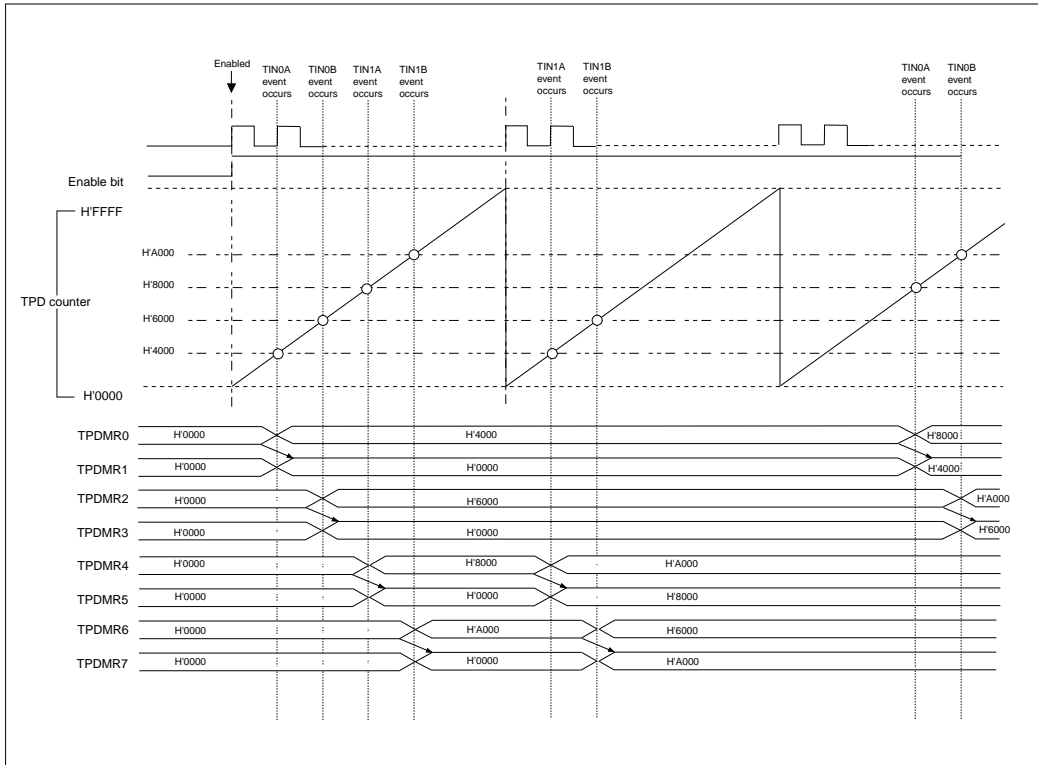 Enabled
TIN0A
event
occurs
TIN0B
event
occurs
TIN1A
event
occurs
TIN1B
event
occurs
TIN1A
event
occurs
TIN1B
event
occurs
TIN0A
event
occurs
TIN0B
event
occurs
Enable bit
H'FFFF
H'A000
H'8000
TPD counter
H'6000
H'4000
H'0000
TPDMR0 H'0000 H'4000 H'8000
TPDMR1 H'0000 H'0000 H'4000
TPDMR2 H'0000 H'6000 H'A000
TPDMR3 H'0000 H'0000 H'6000
TPDMR4 H'0000 H'8000 H'A000
TPDMR5 H'0000 H'0000 H'8000
TPDMR6 H'0000 H'A000 H'6000
TPDMR7 H'0000 H'0000 H'A000